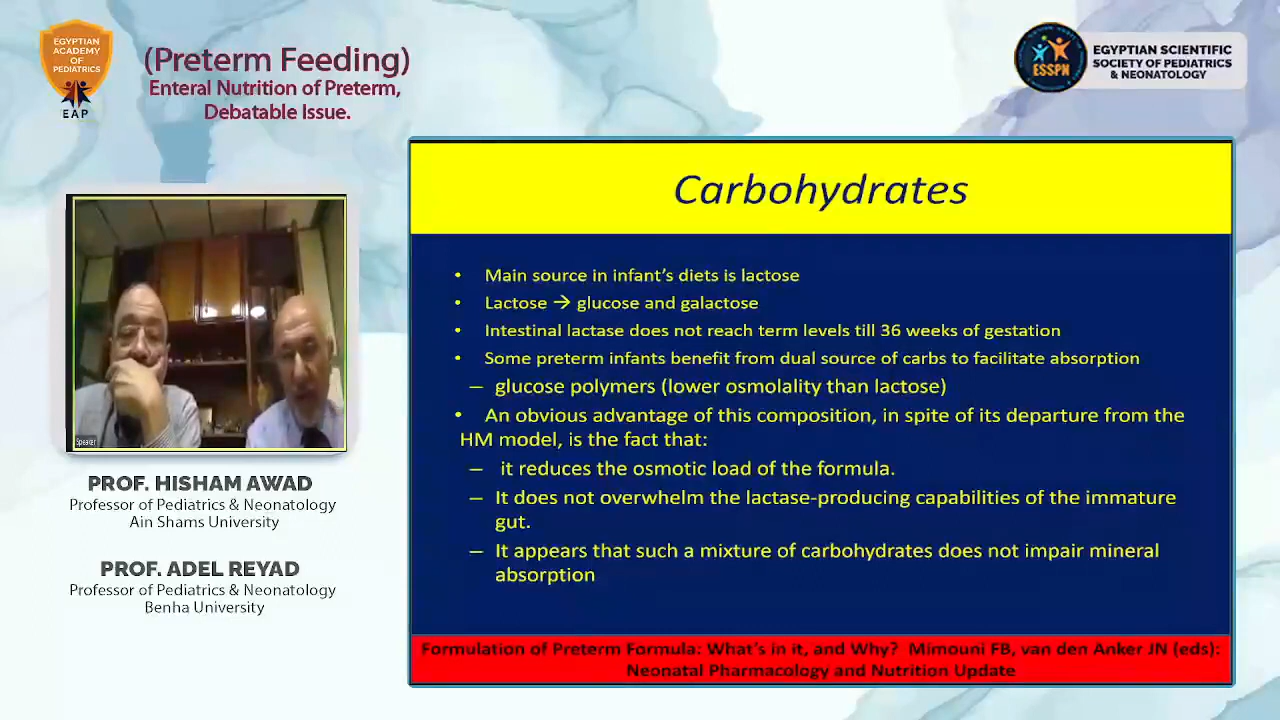 EGYPTIAN
ACADEMY
OF
PEDIATRICS
EAP
(Preterm Feeding)
Enteral Nutrition of Preterm,
Debatable Issue.
ESSPN
EGYPTIAN SCIENTIFIC
SOCIETY OF PEDIATRICS
& NEONATOLOGY
Speaker
PROF. HISHAM AWAD
Professor of Pediatrics & Neonatology
Ain Shams University
PROF. ADEL REYAD
Professor of Pediatrics & Neonatology
Benha University
Carbohydrates
• Main source in infant's diets is lactose
• Lactose → glucose and galactose
• Intestinal lactase does not reach term levels till 36 weeks of gestation
• Some preterm infants benefit from dual source of carbs to facilitate absorption
– glucose polymers (lower osmolality than lactose)
• An obvious advantage of this composition, in spite of its departure from the
HM model, is the fact that:
– it reduces the osmotic load of the formula.
– It does not overwhelm the lactase-producing capabilities of the immature
gut.
– It appears that such a mixture of carbohydrates does not impair mineral
absorption
Formulation of Preterm Formula: What's in it, and Why? Mimouni FB, van den Anker JN (eds):
Neonatal Pharmacology and Nutrition Update